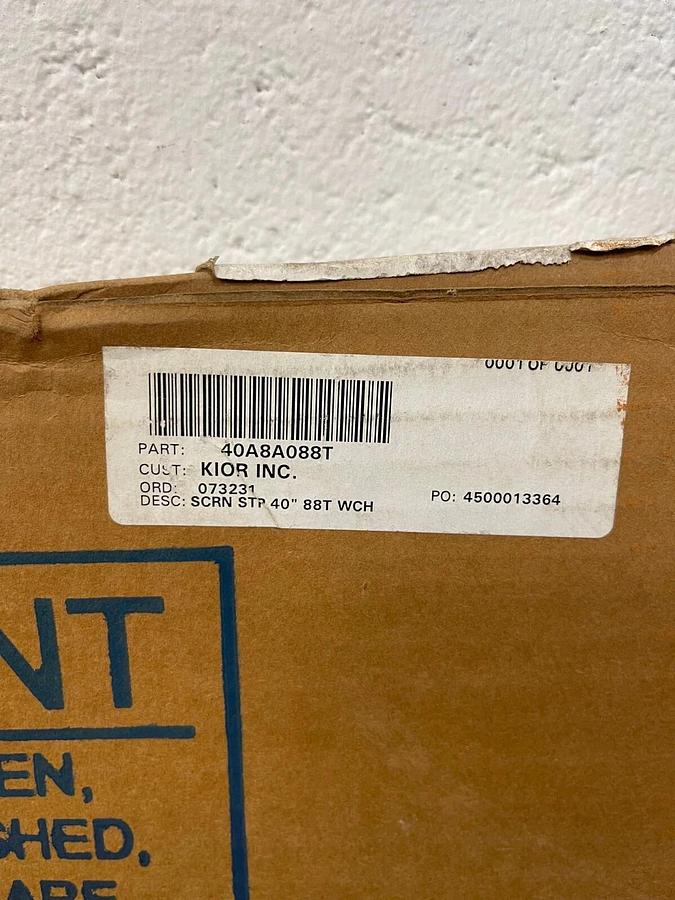 0001 OF 0001
PART: 40A8A088T
CUST: KIOR INC.
ORD: 073231
DESC: SCRN STP 40" 88T WCH
PO: 4500013364
NT
EN,
SHED,
ARE